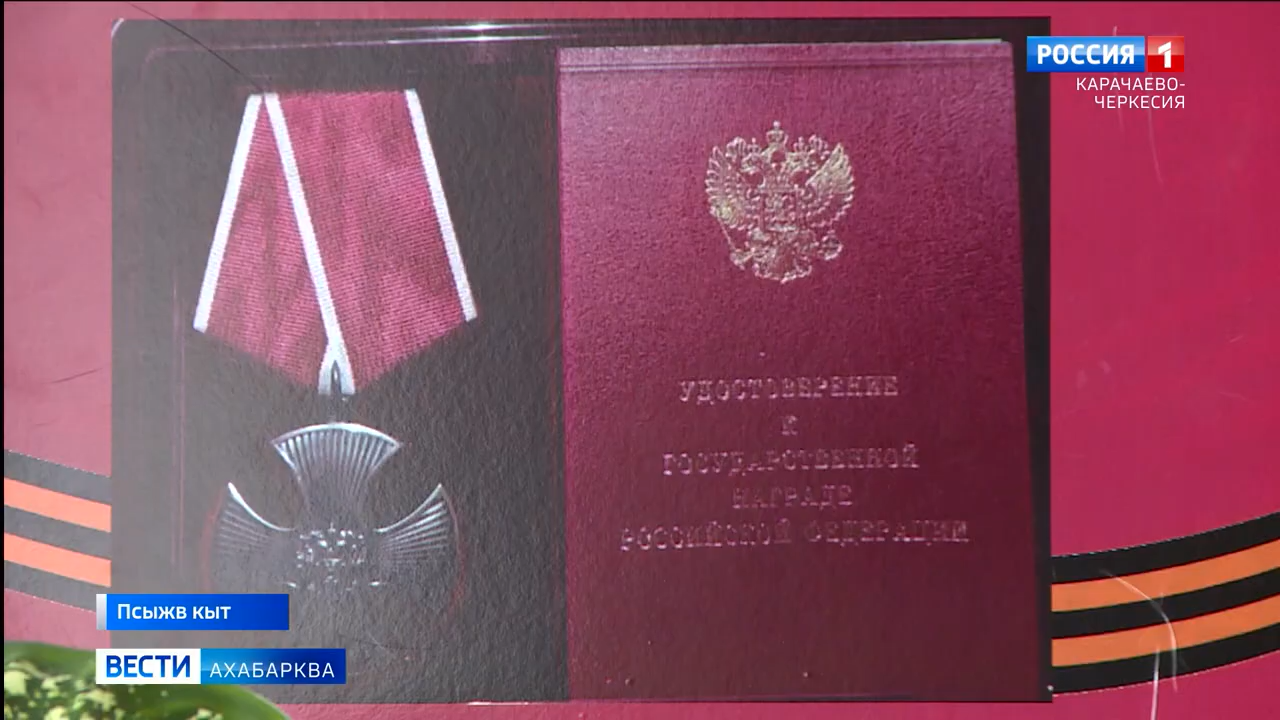 РОССИЯ 1
КАРАЧАЕВО-
ЧЕРКЕСИЯ
УДОСТОВЕРЕНИЕ
К
ГОСУДАРСТВЕННОЙ
НАГРАДЕ
РОССИЙСКОЙ ФЕДЕРАЦИИ
Псыжв кыт
ВЕСТИ АХАБАРКВА